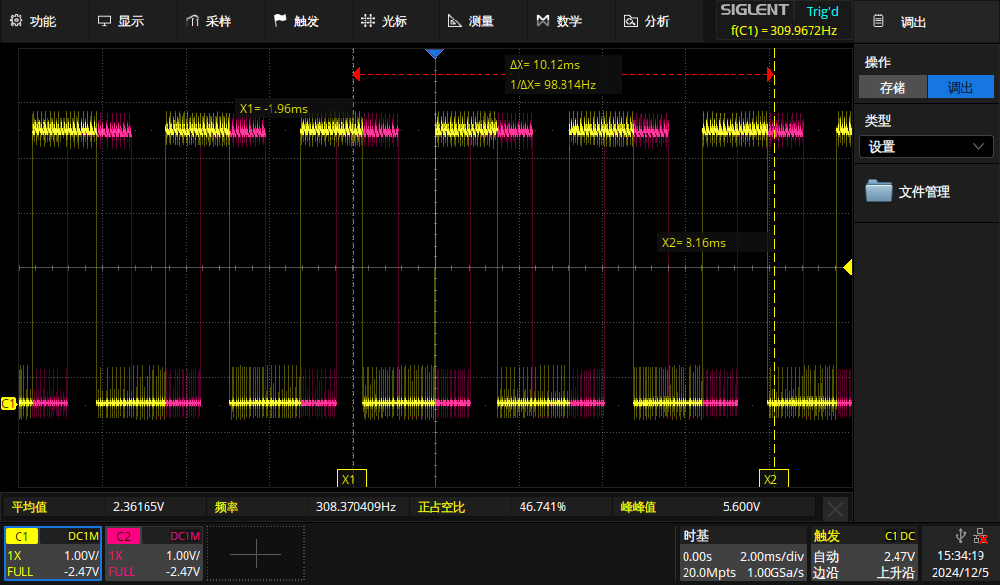 功能 显示 采样 触发 光标 测量 数学 分析 SIGLENT Trig'd 调出
f(C1) = 309.9672Hz
操作
存储 调出
类型
设置
文件管理
ΔX= 10.12ms
1/ΔX= 98.814Hz
X1= -1.96ms
X2= 8.16ms
C1
X1 X2
平均值 2.36165V 频率 308.370409Hz 正占空比 46.741% 峰峰值 5.600V
C1 DC1M C2 DC1M 时基 触发 C1 DC
1X 1.00V/ 1X 1.00V/ 0.00s 2.00ms/div 自动 2.47V 15:34:19
FULL -2.47V FULL -2.47V 20.0Mpts 1.00GSa/s 边沿 上升沿 2024/12/5